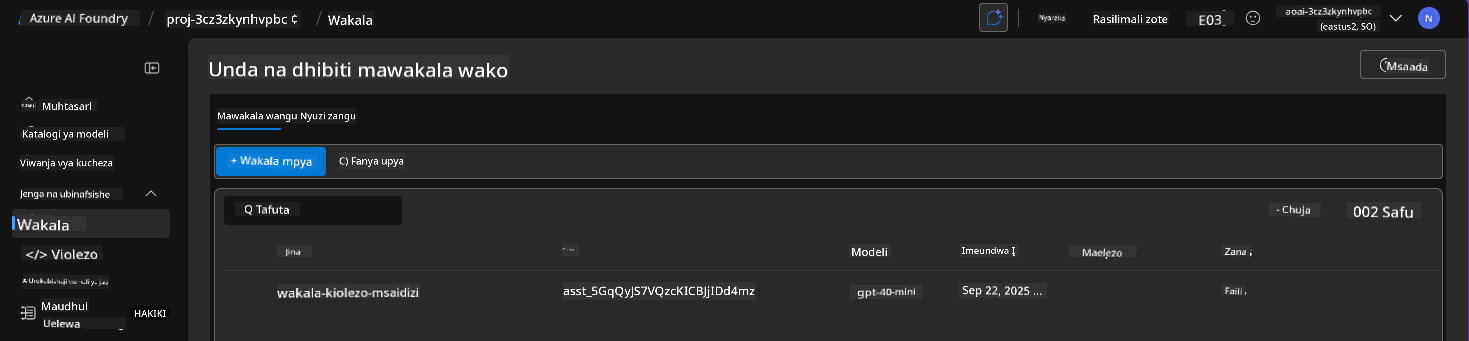 Azure AI Foundry / proj-3cz3zkynhvpbc / Wakala
Nyaraka
Rasilimali zote
E03
aoai-3cz3zkynhvpbc
(eastus2, SO)
N
Unda na dhibiti mawakala wako
Msaada
Muhtasari
Katalogi ya modeli
Viwanja vya kucheza
Jenga na ubinafsishe
Wakala
</> Violezo
Maudhui
Uelewa
HAKIKI
Mawakala wangu Nyuzi zangu
+ Wakala mpya
C) Fanya upya
Q Tafuta
- Chuja
002 Safu
Jina Modeli Imeundwa Maelezo Zana
wakala-kiolezo-msaidizi asst_5GqQyJS7VQzcKICBJjIDd4mz gpt-40-mini Sep 22, 2025 ... Faili